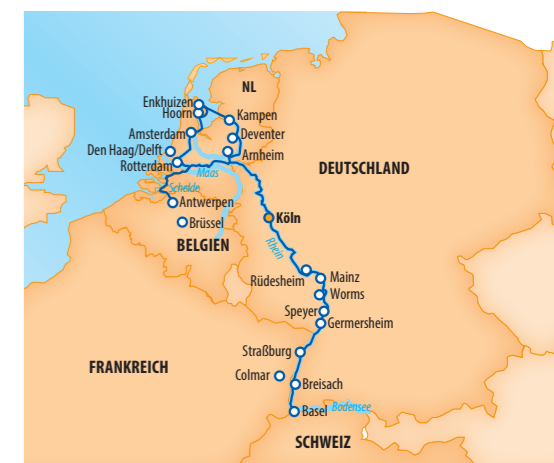 NL
Enkhuizen
Hoorn
Kampen
Amsterdam
Deventer
Den Haag/Delft
Arnheim
Rotterdam
Maas
DEUTSCHLAND
Schelde
Antwerpen
Köln
Brüssel
BELGIEN
Rhein
Rüdesheim
Mainz
Worms
Speyer
Germersheim
Straßburg
FRANKREICH
Colmar
Breisach
Basel
Bodensee
SCHWEIZ